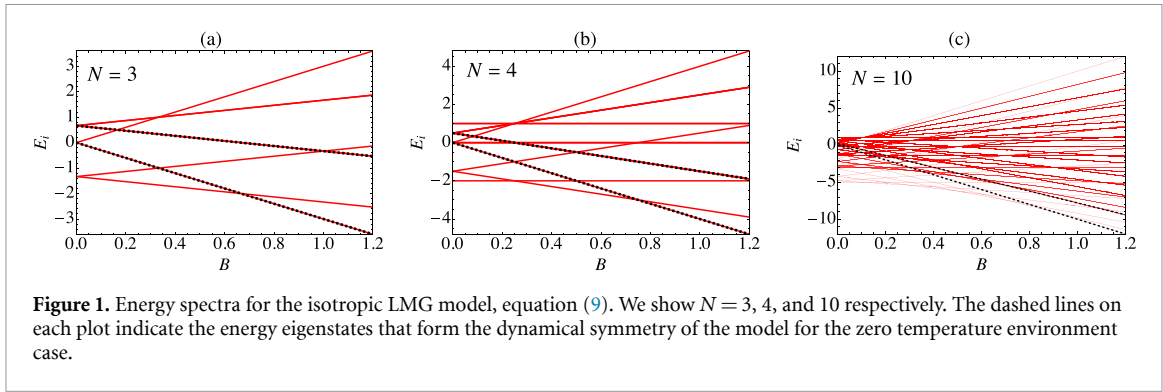 (a)
(b)
(c)
N = 3
N = 4
N = 10
E_i
3
2
1
0
−1
−2
−3
0.0 0.2 0.4 0.6 0.8 1.0 1.2
B
E_i
4
2
0
−2
−4
0.0 0.2 0.4 0.6 0.8 1.0 1.2
B
E_i
10
5
0
−5
−10
0.0 0.2 0.4 0.6 0.8 1.0 1.2
B
Figure 1. Energy spectra for the isotropic LMG model, equation (9). We show N = 3, 4, and 10 respectively. The dashed lines on
each plot indicate the energy eigenstates that form the dynamical symmetry of the model for the zero temperature environment
case.